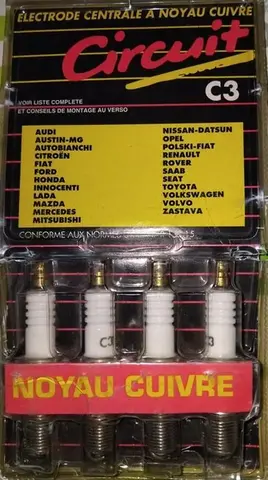 ÉLECTRODE CENTRALE À NOYAU CUIVRE
Circuit
C3
VOIR LISTE COMPLETE
ET CONSEILS DE MONTAGE AU VERSO
AUDI
AUSTIN-MG
AUTOBIANCHI
CITROËN
FIAT
FORD
HONDA
INNOCENTI
LADA
MAZDA
MERCEDES
MITSUBISHI
NISSAN-DATSUN
OPEL
POLSKI-FIAT
RENAULT
ROVER
SAAB
SEAT
TOYOTA
VOLKSWAGEN
VOLVO
ZASTAVA
CONFORME AUX NORMES
C3
C3
NOYAU CUIVRE